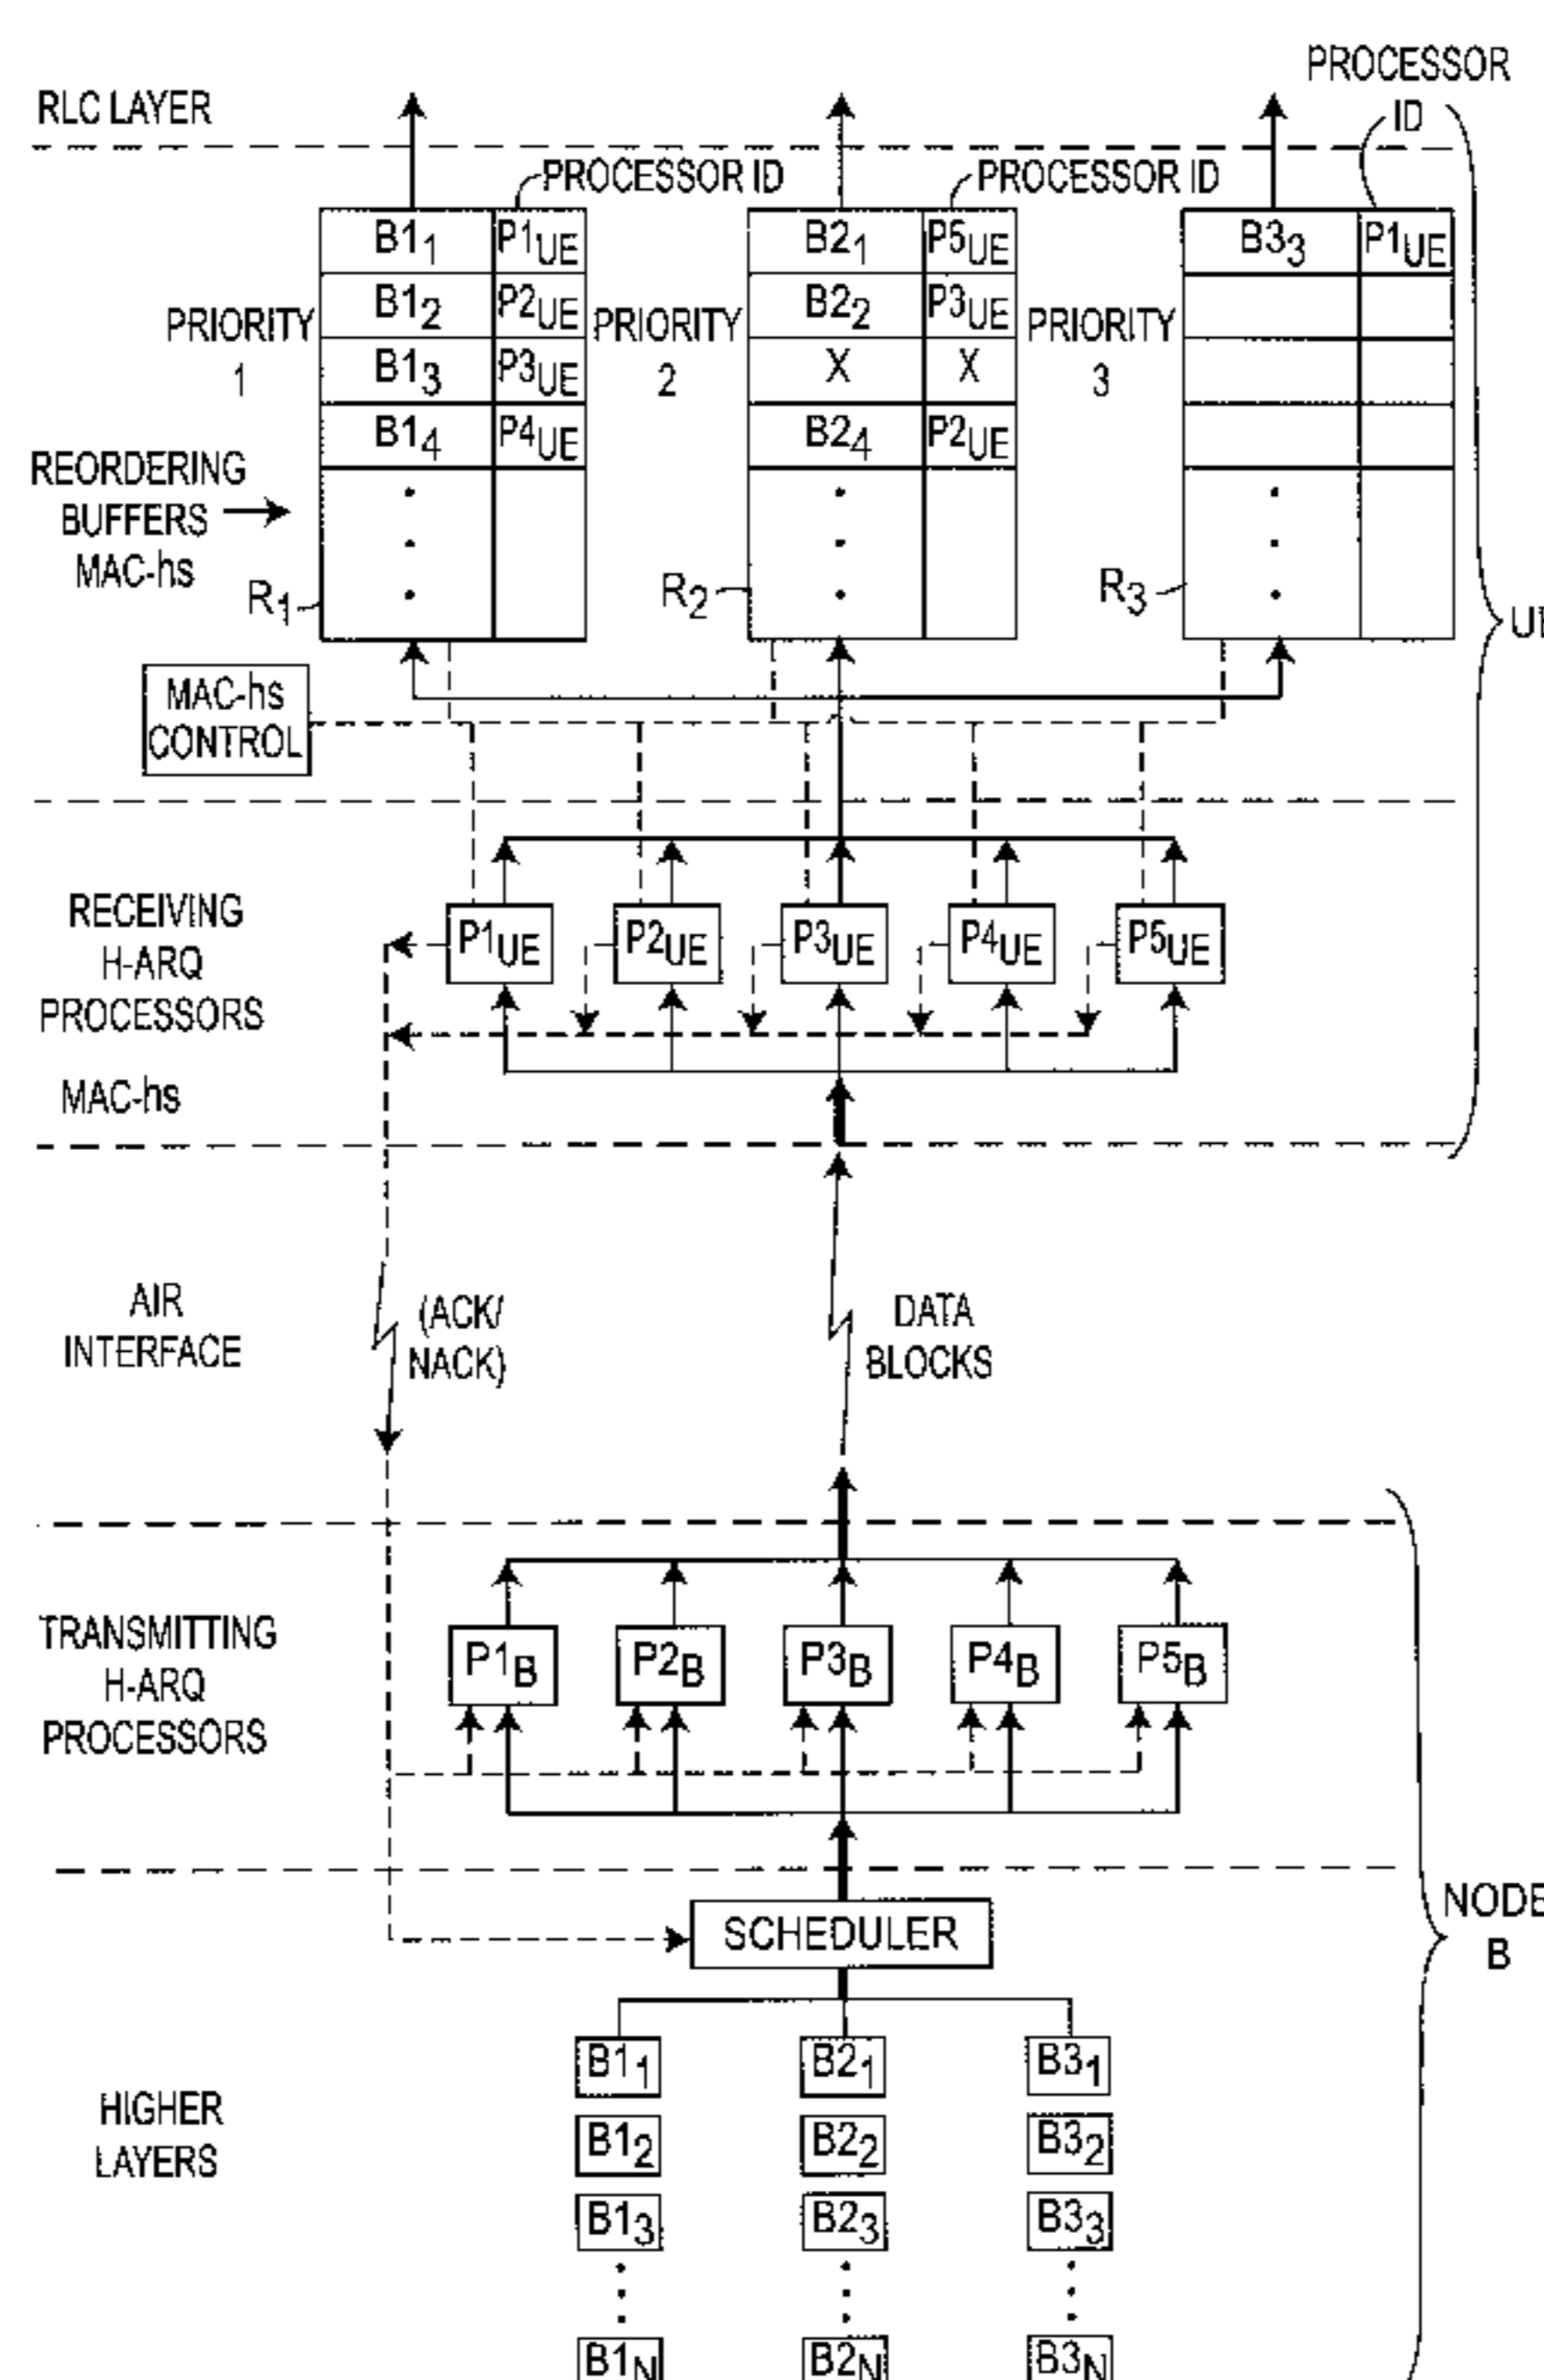 PROCESSOR
ID
RLC LAYER
PROCESSOR ID
PROCESSOR ID
B1₁ P1UE
B1₂ P2UE
B1₃ P3UE
B1₄ P4UE
PRIORITY
1
B2₁ P5UE
B2₂ P3UE
X X
B2₄ P2UE
PRIORITY
2
B3₃ P1UE
PRIORITY
3
REORDERING
BUFFERS
MAC-hs
R₁
R₂
R₃
UE
MAC-hs
CONTROL
RECEIVING
H-ARQ
PROCESSORS
MAC-hs
P1UE P2UE P3UE P4UE P5UE
AIR
INTERFACE
(ACK/
NACK)
DATA
BLOCKS
TRANSMITTING
H-ARQ
PROCESSORS
P1B P2B P3B P4B P5B
SCHEDULER
NODE
B
HIGHER
LAYERS
B1₁ B2₁ B3₁
B1₂ B2₂ B3₂
B1₃ B2₃ B3₃
B1N B2N B3N